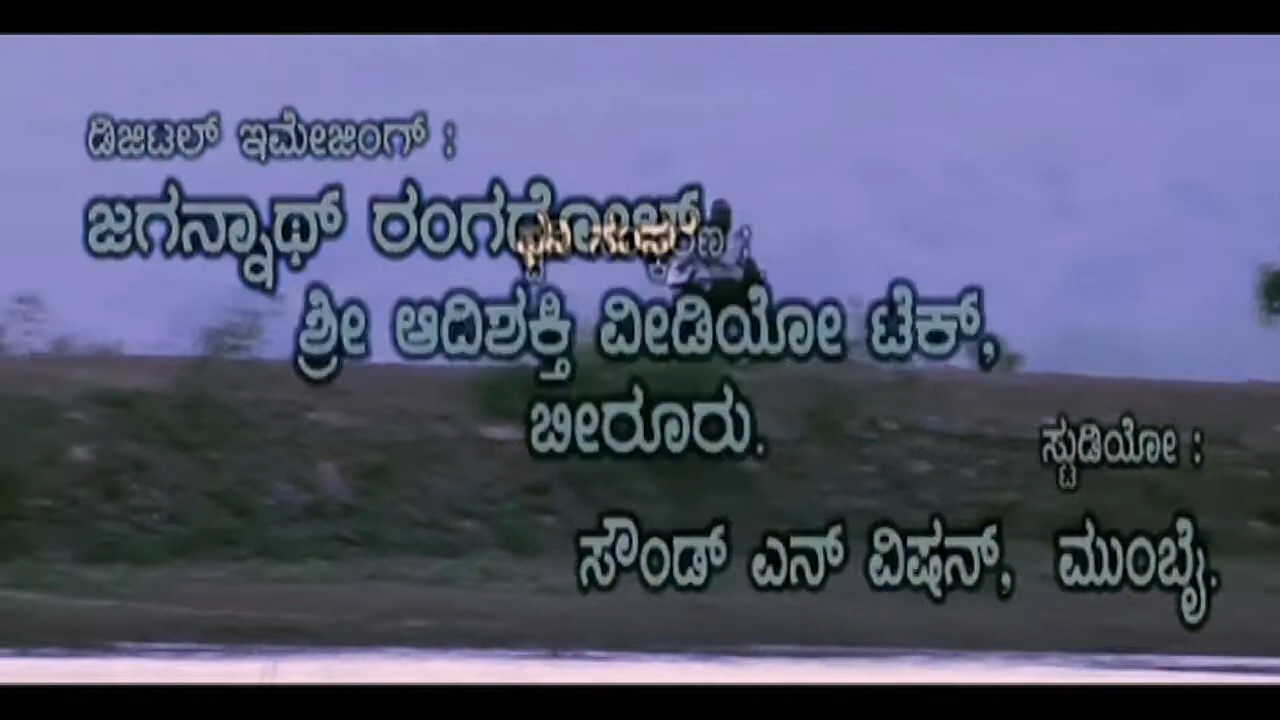 ಡಿಜಿಟಲ್ ಇಮೇಜಿಂಗ್ :
ಜಗನ್ನಾಥ್
ಶ್ರೀ ಆದಿಶಕ್ತಿ ವೀಡಿಯೋ ಟೆಕ್,
ಬೀರೂರು.
ಸ್ಟುಡಿಯೋ :
ಸೌಂಡ್ ಎನ್ ವಿಷನ್, ಮುಂಬೈ.